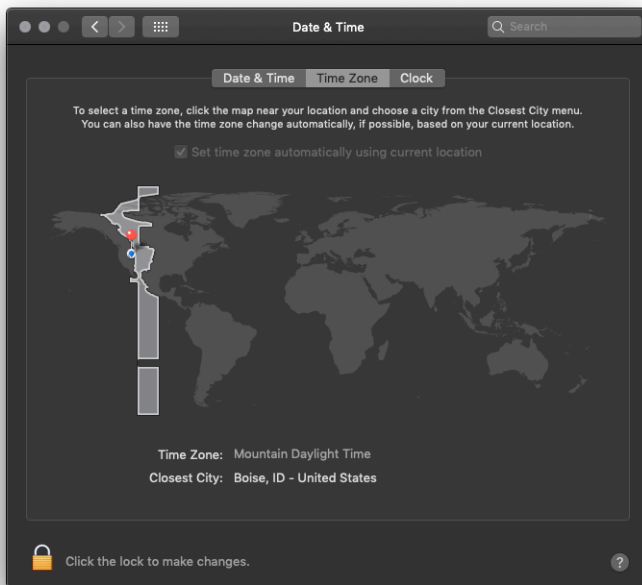 Date & Time
Search
Date & Time
Time Zone
Clock
To select a time zone, click the map near your location and choose a city from the Closest City menu.
You can also have the time zone change automatically, if possible, based on your current location.
Set time zone automatically using current location
Time Zone: Mountain Daylight Time
Closest City: Boise, ID - United States
Click the lock to make changes.
?